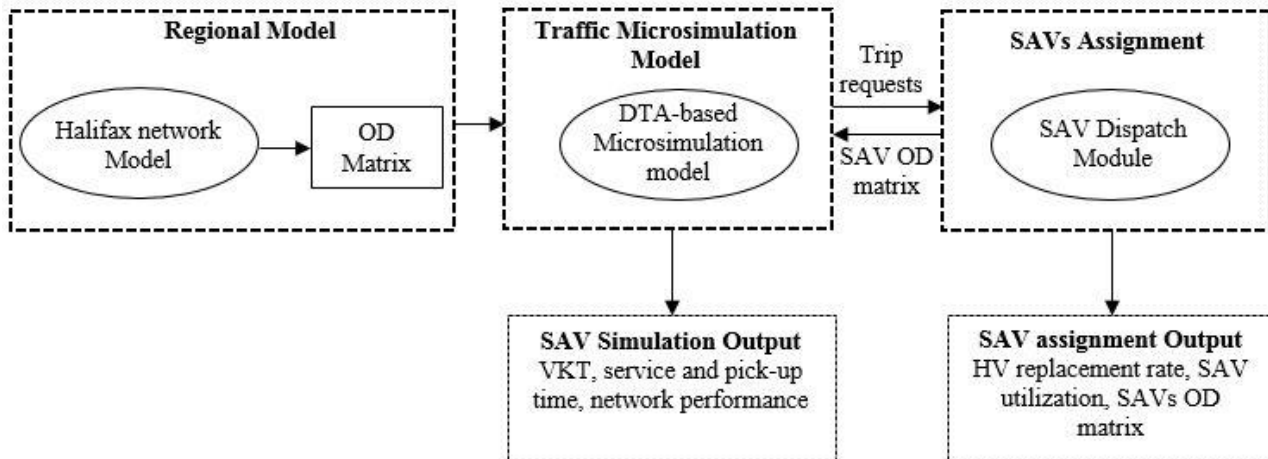 Regional Model
Halifax network
Model
OD
Matrix
Traffic Microsimulation
Model
DTA-based
Microsimulation
model
Trip
requests
SAV OD
matrix
SAVs Assignment
SAV Dispatch
Module
SAV Simulation Output
VKT, service and pick-up
time, network performance
SAV assignment Output
HV replacement rate, SAV
utilization, SAVs OD
matrix